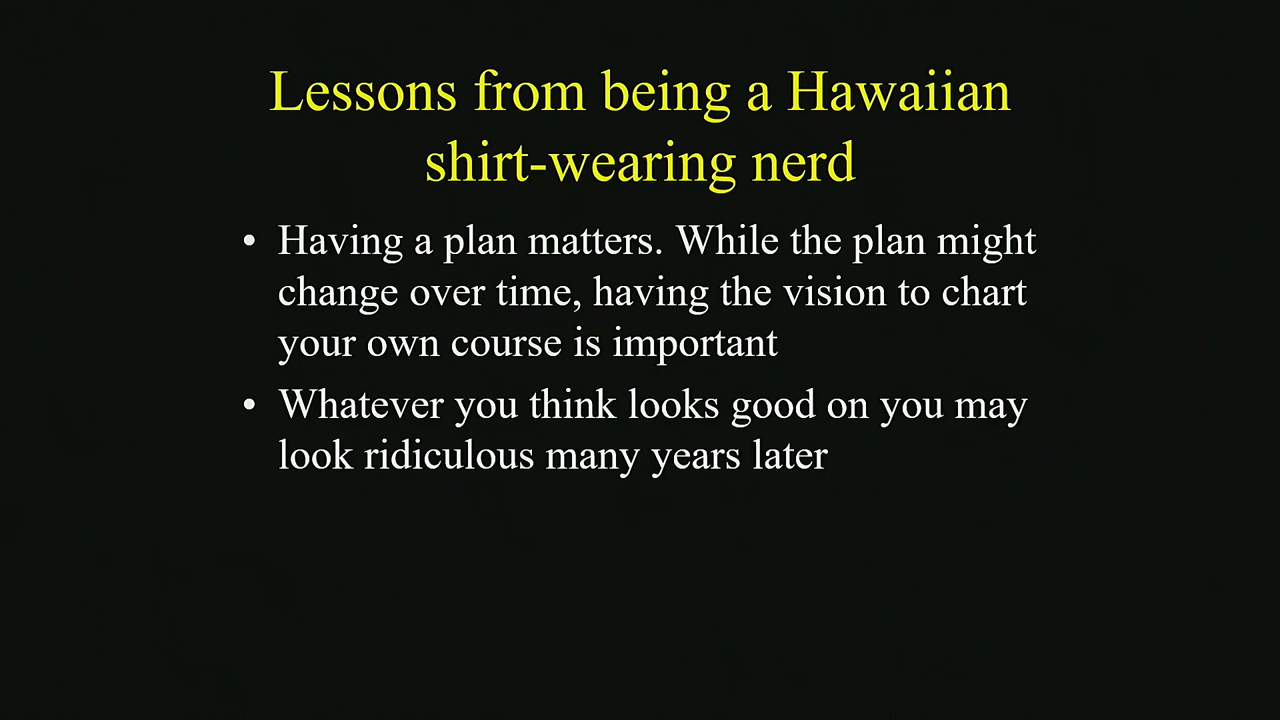 Lessons from being a Hawaiian
shirt-wearing nerd
• Having a plan matters. While the plan might
change over time, having the vision to chart
your own course is important
• Whatever you think looks good on you may
look ridiculous many years later